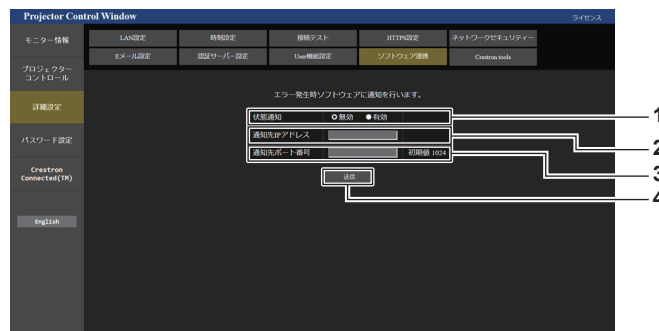 Projector Control Window
ライセンス
モニター情報
LAN設定
時刻設定
接続テスト
HTTPS設定
ネットワークセキュリティー
Eメール設定
認証サーバー設定
User機能設定
ソフトウェア連携
Crestron tools
プロジェクター
コントロール
詳細設定
パスワード設定
Crestron
Connected(TM)
English
エラー発生時ソフトウェアに通知を行います。
状態通知
無効
有効
1
通知先IPアドレス
2
通知先ポート番号
初期値 1024
3
送信
4